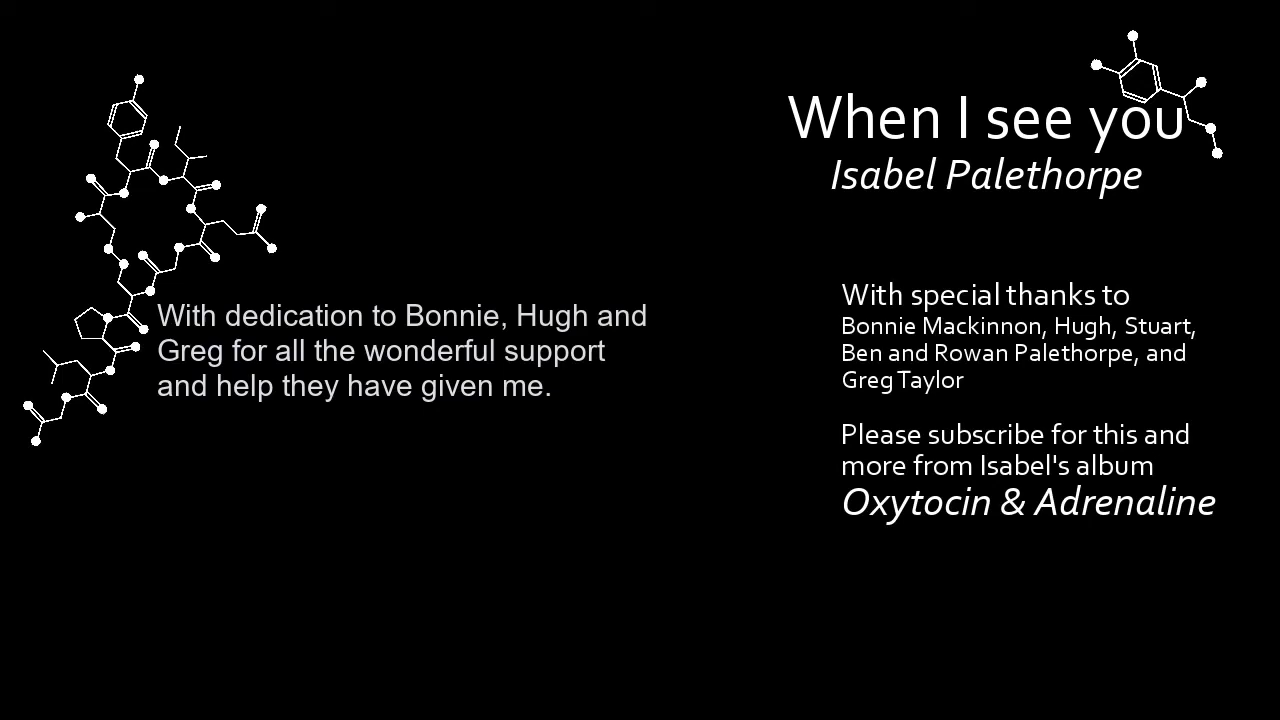 When I see you
Isabel Palethorpe
With dedication to Bonnie, Hugh and
Greg for all the wonderful support
and help they have given me.
With special thanks to
Bonnie Mackinnon, Hugh, Stuart,
Ben and Rowan Palethorpe, and
Greg Taylor
Please subscribe for this and
more from Isabel's album
Oxytocin & Adrenaline